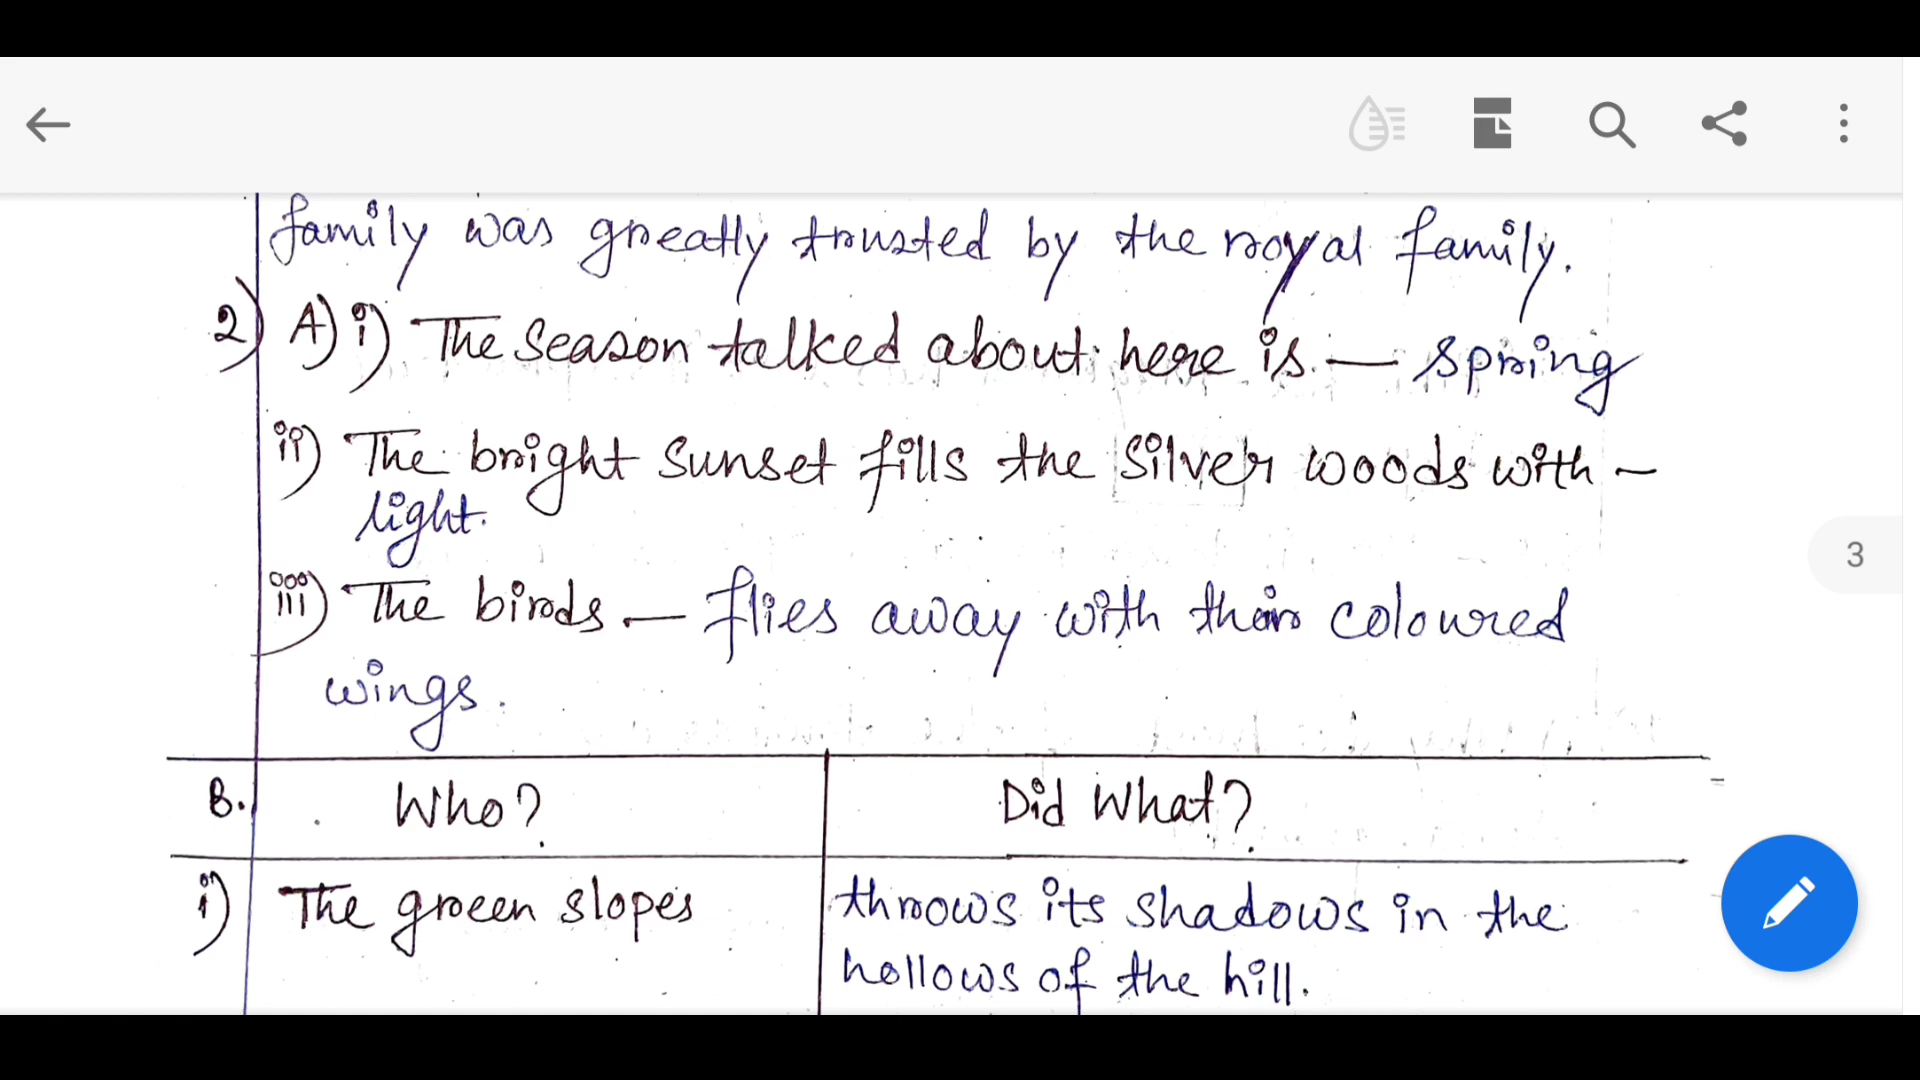 family was greatly trusted by the royal family.
2) A) i) The Season talked about here is. — spring
ii) The bright sunset fills the silver woods with —
light.
iii) The birds — flies away with their coloured
wings.
3
B. Who? Did What?
i) The green slopes throws its shadows in the
hollows of the hill.